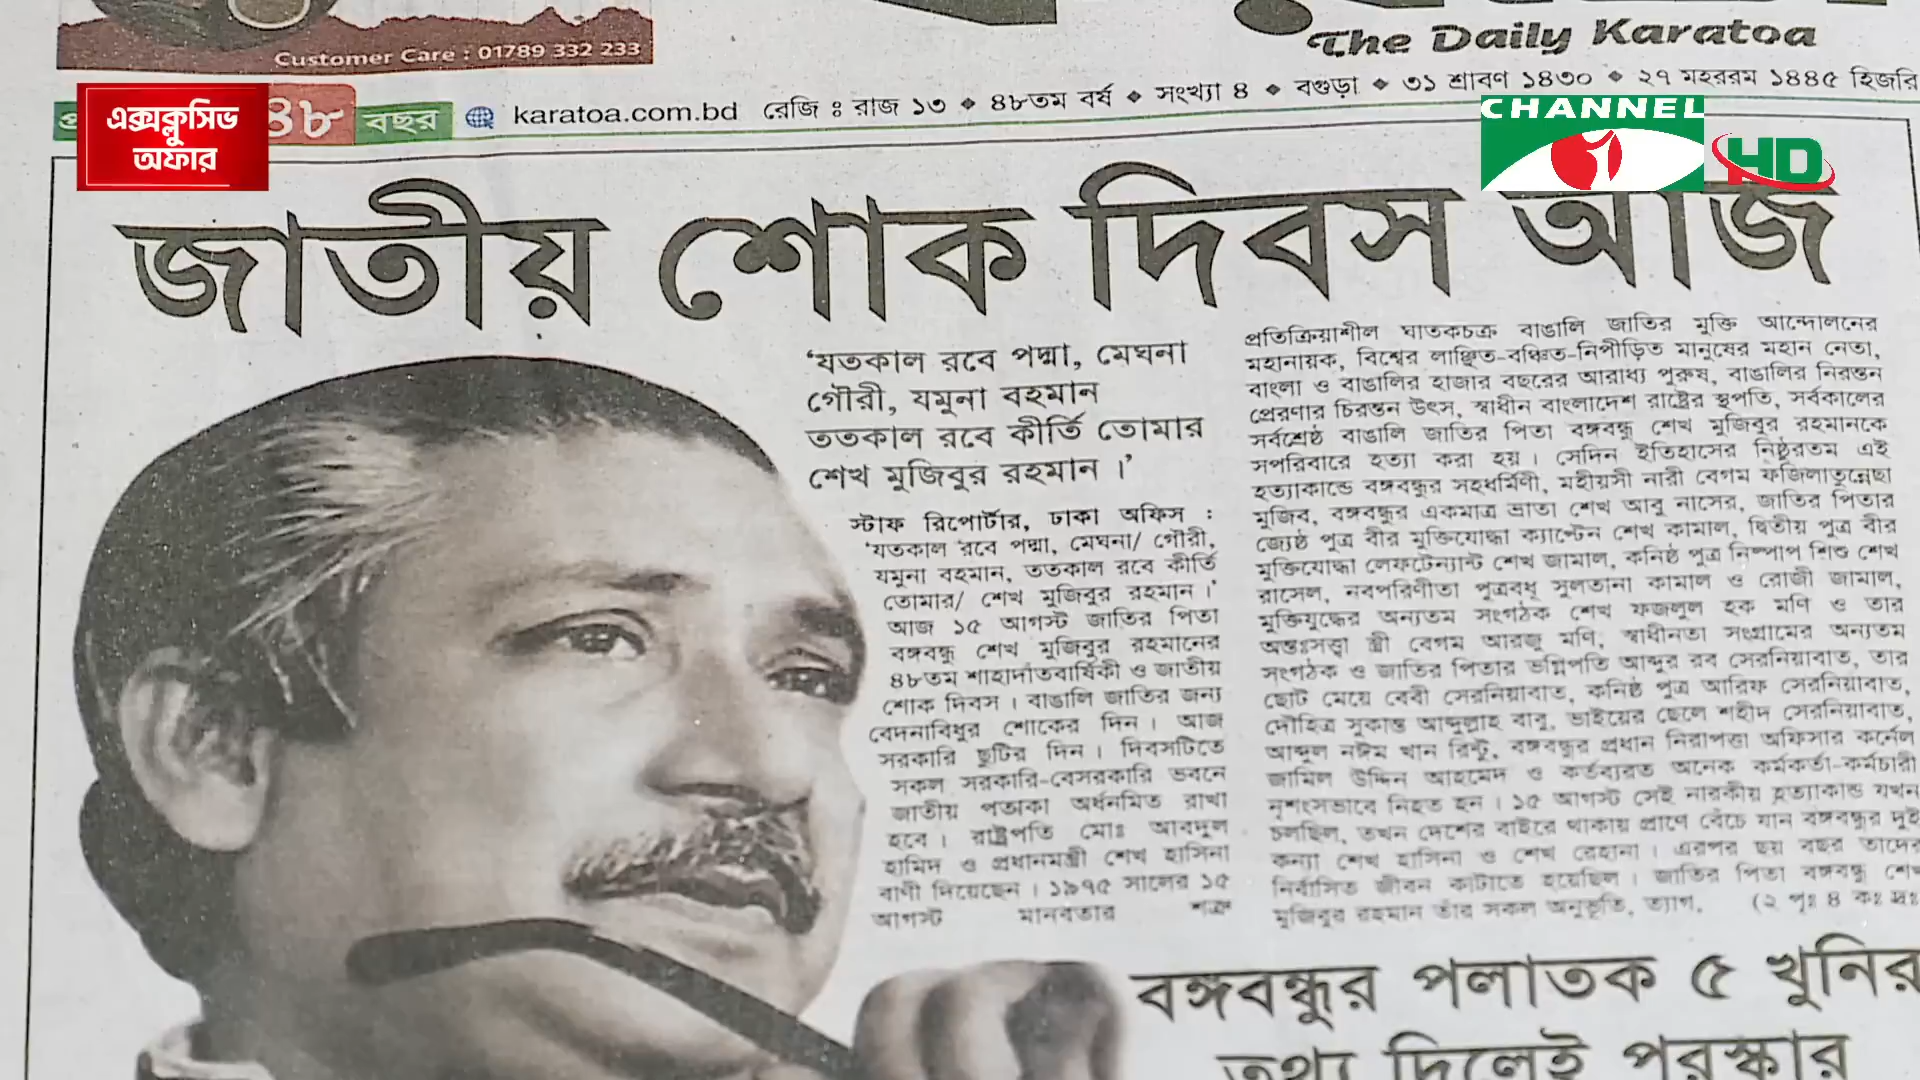 Customer Care : 01789 332 233
The Daily Karatoa
এক্সক্লুসিভ
অফার
৪৮ বছর
karatoa.com.bd রেজি ঃ রাজ ১৩ ❖ ৪৮তম বর্ষ ❖ সংখ্যা ৪ ❖ বগুড়া ❖ ৩১ শ্রাবণ ১৪৩০ ❖ ২৭ মহররম ১৪৪৫ হিজরি
CHANNEL
HD
জাতীয় শোক দিবস আজ
‘যতকাল রবে পদ্মা, মেঘনা
গৌরী, যমুনা বহমান
ততকাল রবে কীর্তি তোমার
শেখ মুজিবুর রহমান ।’
স্টাফ রিপোর্টার, ঢাকা অফিস :
‘যতকাল রবে পদ্মা, মেঘনা/ গৌরী,
যমুনা বহমান, ততকাল রবে কীর্তি
তোমার/ শেখ মুজিবুর রহমান ।’
আজ ১৫ আগস্ট জাতির পিতা
বঙ্গবন্ধু শেখ মুজিবুর রহমানের
৪৮তম শাহাদাতবার্ষিকী ও জাতীয়
শোক দিবস । বাঙালি জাতির জন্য
বেদনাবিধুর শোকের দিন । আজ
সরকারি ছুটির দিন । দিবসটিতে
সকল সরকারি-বেসরকারি ভবনে
জাতীয় পতাকা অর্ধনমিত রাখা
হবে । রাষ্ট্রপতি মোঃ আবদুল
হামিদ ও প্রধানমন্ত্রী শেখ হাসিনা
বাণী দিয়েছেন । ১৯৭৫ সালের ১৫
আগস্ট মানবতার শত্রু
প্রতিক্রিয়াশীল ঘাতকচক্র বাঙালি জাতির মুক্তি আন্দোলনের
মহানায়ক, বিশ্বের লাঞ্ছিত-বঞ্চিত-নিপীড়িত মানুষের মহান নেতা,
বাংলা ও বাঙালির হাজার বছরের আরাধ্য পুরুষ, বাঙালির নিরন্তন
প্রেরণার চিরন্তন উৎস, স্বাধীন বাংলাদেশ রাষ্ট্রের স্থপতি, সর্বকালের
সর্বশ্রেষ্ঠ বাঙালি জাতির পিতা বঙ্গবন্ধু শেখ মুজিবুর রহমানকে
সপরিবারে হত্যা করা হয় । সেদিন ইতিহাসের নিষ্ঠুরতম এই
হত্যাকান্ডে বঙ্গবন্ধুর সহধর্মিণী, মহীয়সী নারী বেগম ফজিলাতুন্নেছা
মুজিব, বঙ্গবন্ধুর একমাত্র ভ্রাতা শেখ আবু নাসের, জাতির পিতার
জ্যেষ্ঠ পুত্র বীর মুক্তিযোদ্ধা ক্যাপ্টেন শেখ কামাল, দ্বিতীয় পুত্র বীর
মুক্তিযোদ্ধা লেফটেন্যান্ট শেখ জামাল, কনিষ্ঠ পুত্র নিষ্পাপ শিশু শেখ
রাসেল, নবপরিণীতা পুত্রবধূ সুলতানা কামাল ও রোজী জামাল,
মুক্তিযুদ্ধের অন্যতম সংগঠক শেখ ফজলুল হক মণি ও তার
অন্তঃসত্ত্বা স্ত্রী বেগম আরজু মণি, স্বাধীনতা সংগ্রামের অন্যতম
সংগঠক ও জাতির পিতার ভগ্নিপতি আব্দুর রব সেরনিয়াবাত, তার
ছোট মেয়ে বেবী সেরনিয়াবাত, কনিষ্ঠ পুত্র আরিফ সেরনিয়াবাত,
দৌহিত্র সুকান্ত আব্দুল্লাহ বাবু, ভাইয়ের ছেলে শহীদ সেরনিয়াবাত,
আব্দুল নঈম খান রিন্টু, বঙ্গবন্ধুর প্রধান নিরাপত্তা অফিসার কর্নেল
জামিল উদ্দিন আহমেদ ও কর্তব্যরত অনেক কর্মকর্তা-কর্মচারী
নৃশংসভাবে নিহত হন । ১৫ আগস্ট সেই নারকীয় হত্যাকান্ড যখন
চলছিল, তখন দেশের বাইরে থাকায় প্রাণে বেঁচে যান বঙ্গবন্ধুর দুই
কন্যা শেখ হাসিনা ও শেখ রেহানা । এরপর ছয় বছর তাদের
নির্বাসিত জীবন কাটাতে হয়েছিল । জাতির পিতা বঙ্গবন্ধু শেখ
মুজিবুর রহমান তাঁর সকল অনুভূতি, ত্যাগ, (২ পৃঃ ৪ কঃ দ্রঃ
বঙ্গবন্ধুর পলাতক ৫ খুনির
তথ্য দিলেই পুরস্কার